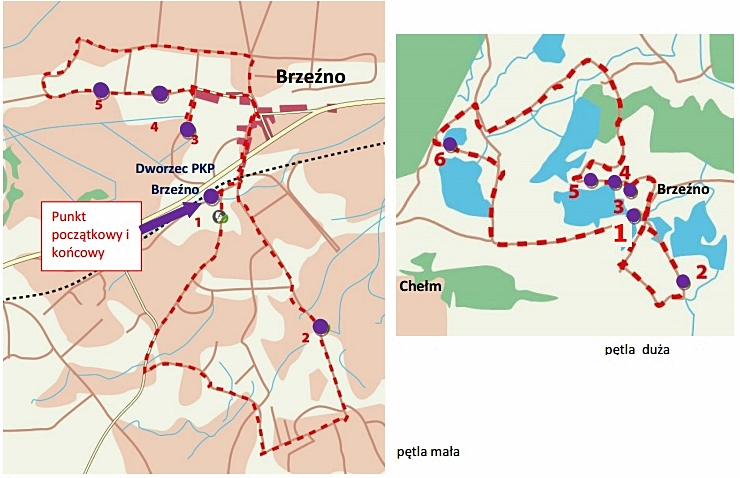 Brzeźno
5
4
3
Dworzec PKP
Brzeźno
1
Punkt
początkowy i
końcowy
2
6
5
4
Brzeźno
3
1
2
Chełm
pętla duża
pętla mała